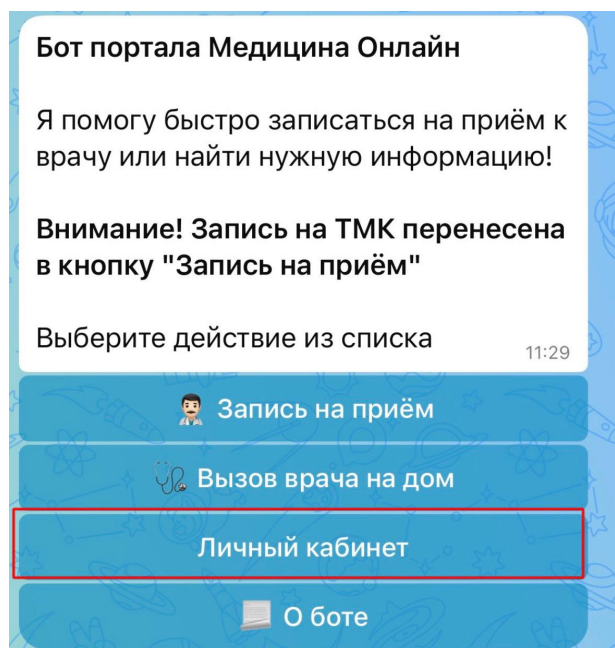 Бот портала Медицина Онлайн
Я помогу быстро записаться на приём к
врачу или найти нужную информацию!
Внимание! Запись на ТМК перенесена
в кнопку "Запись на приём"
Выберите действие из списка
11:29
Запись на приём
Вызов врача на дом
Личный кабинет
О боте